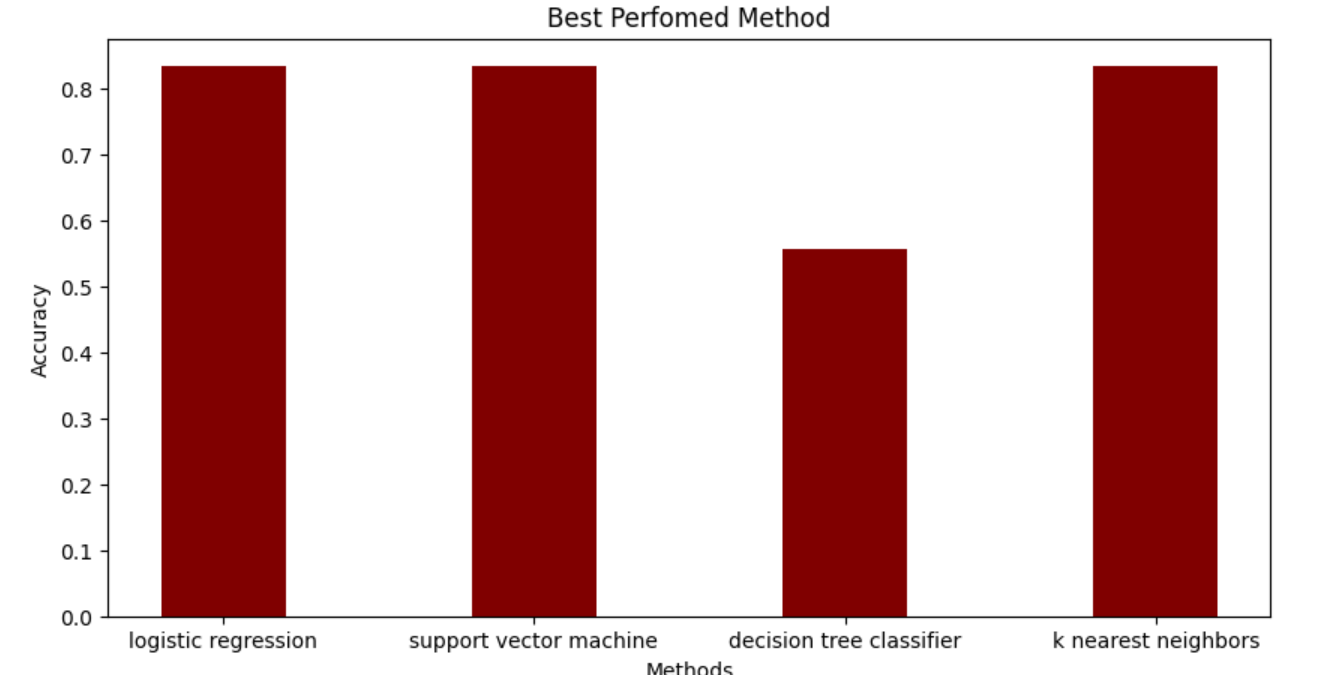 Best Perfomed Method
Accuracy
0.8
0.7
0.6
0.5
0.4
0.3
0.2
0.1
0.0
logistic regression
support vector machine
decision tree classifier
k nearest neighbors
Methods